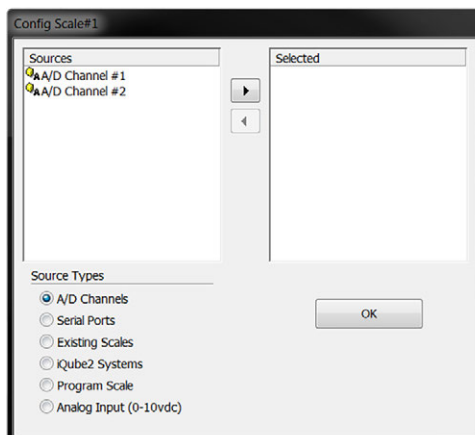 Config Scale#1
Sources
Selected
A/D Channel #1
A/D Channel #2
Source Types
A/D Channels
Serial Ports
Existing Scales
iQube2 Systems
Program Scale
Analog Input (0-10vdc)
OK